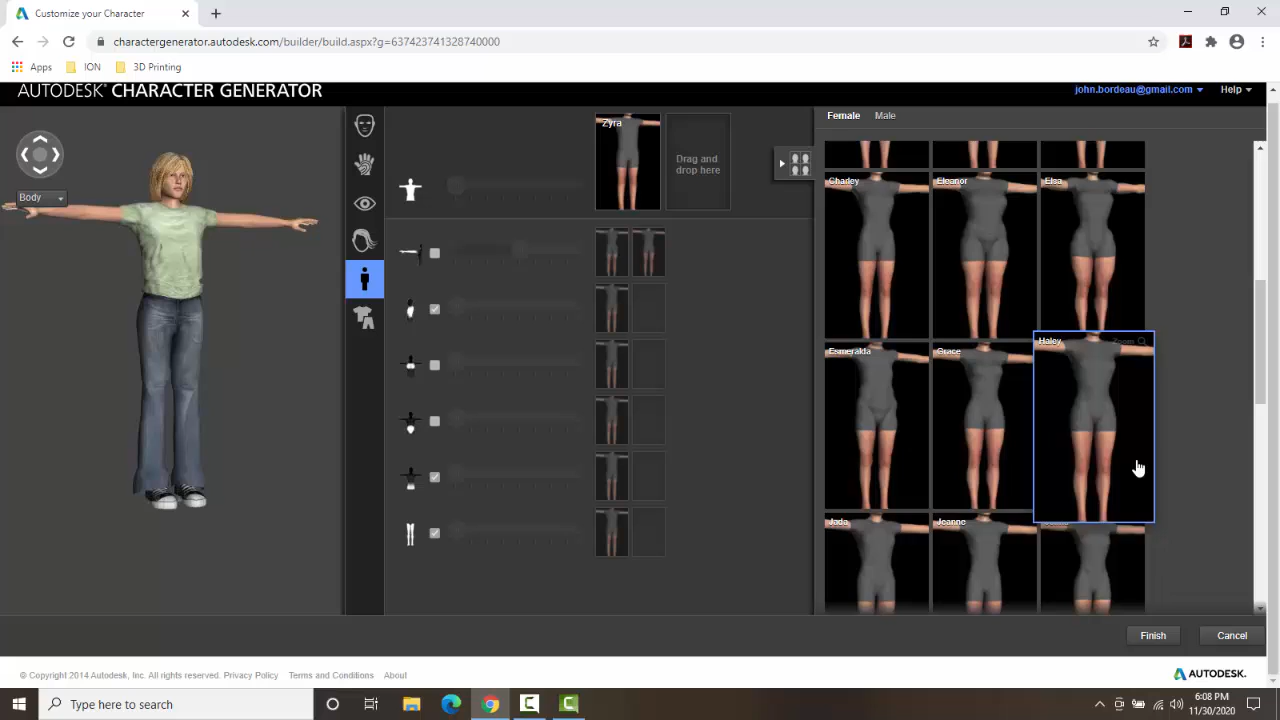 Customize your Character
charactergenerator.autodesk.com/builder/build.aspx?g=637423741328740000
Apps
ION
3D Printing
AUTODESK® CHARACTER GENERATOR
john.bordeau@gmail.com
Help
Body
Zyra
Drag and
drop here
Female
Male
Charley
Eleanor
Elsa
Esmeralda
Grace
Haley
Zoom
Jada
Jeanne
Finish
Cancel
© Copyright 2014 Autodesk, Inc. All rights reserved. Privacy Policy
Terms and Conditions
About
AUTODESK.
Type here to search
6:08 PM
11/30/2020